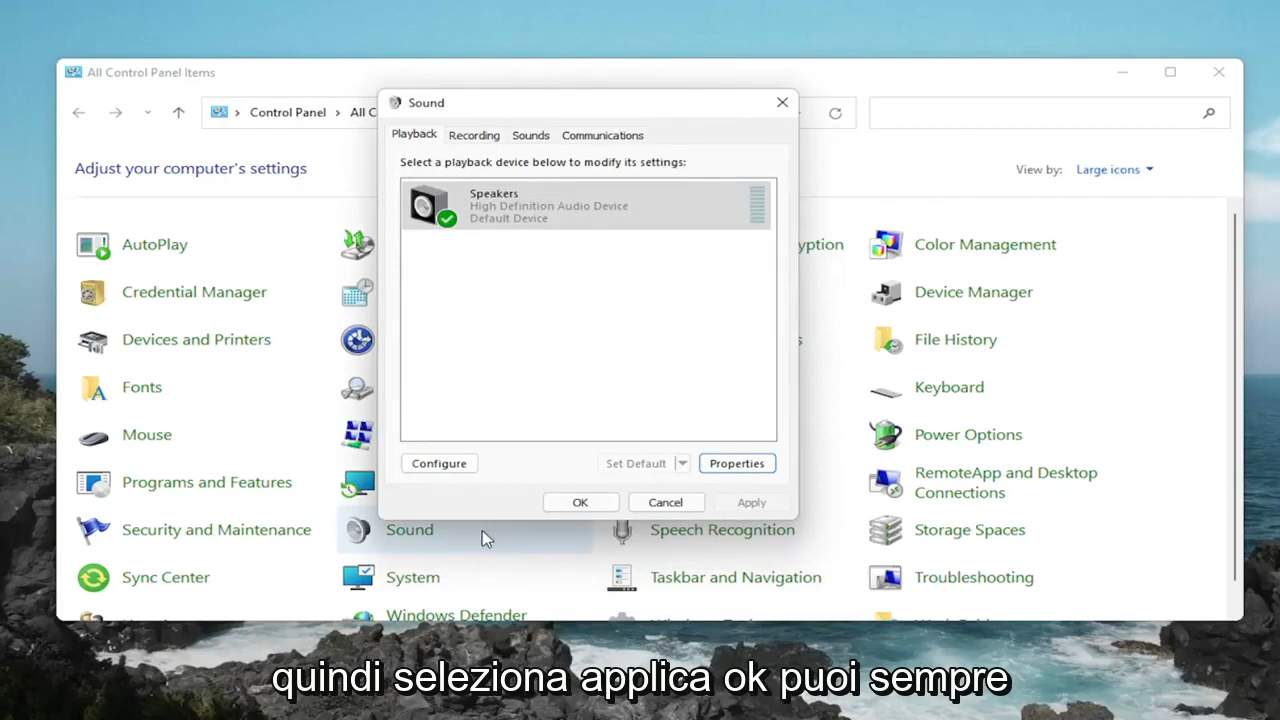 All Control Panel Items
Control Panel
All C
Adjust your computer's settings
View by:
Large icons
Sound
Playback
Recording
Sounds
Communications
Select a playback device below to modify its settings:
Speakers
High Definition Audio Device
Default Device
Configure
Set Default
Properties
OK
Cancel
Apply
AutoPlay
yption
Color Management
Credential Manager
Device Manager
Devices and Printers
s
File History
Fonts
Keyboard
Mouse
Power Options
Programs and Features
RemoteApp and Desktop
Connections
Security and Maintenance
Sound
Speech Recognition
Storage Spaces
Sync Center
System
Taskbar and Navigation
Troubleshooting
Windows Defender
quindi seleziona applica ok puoi sempre